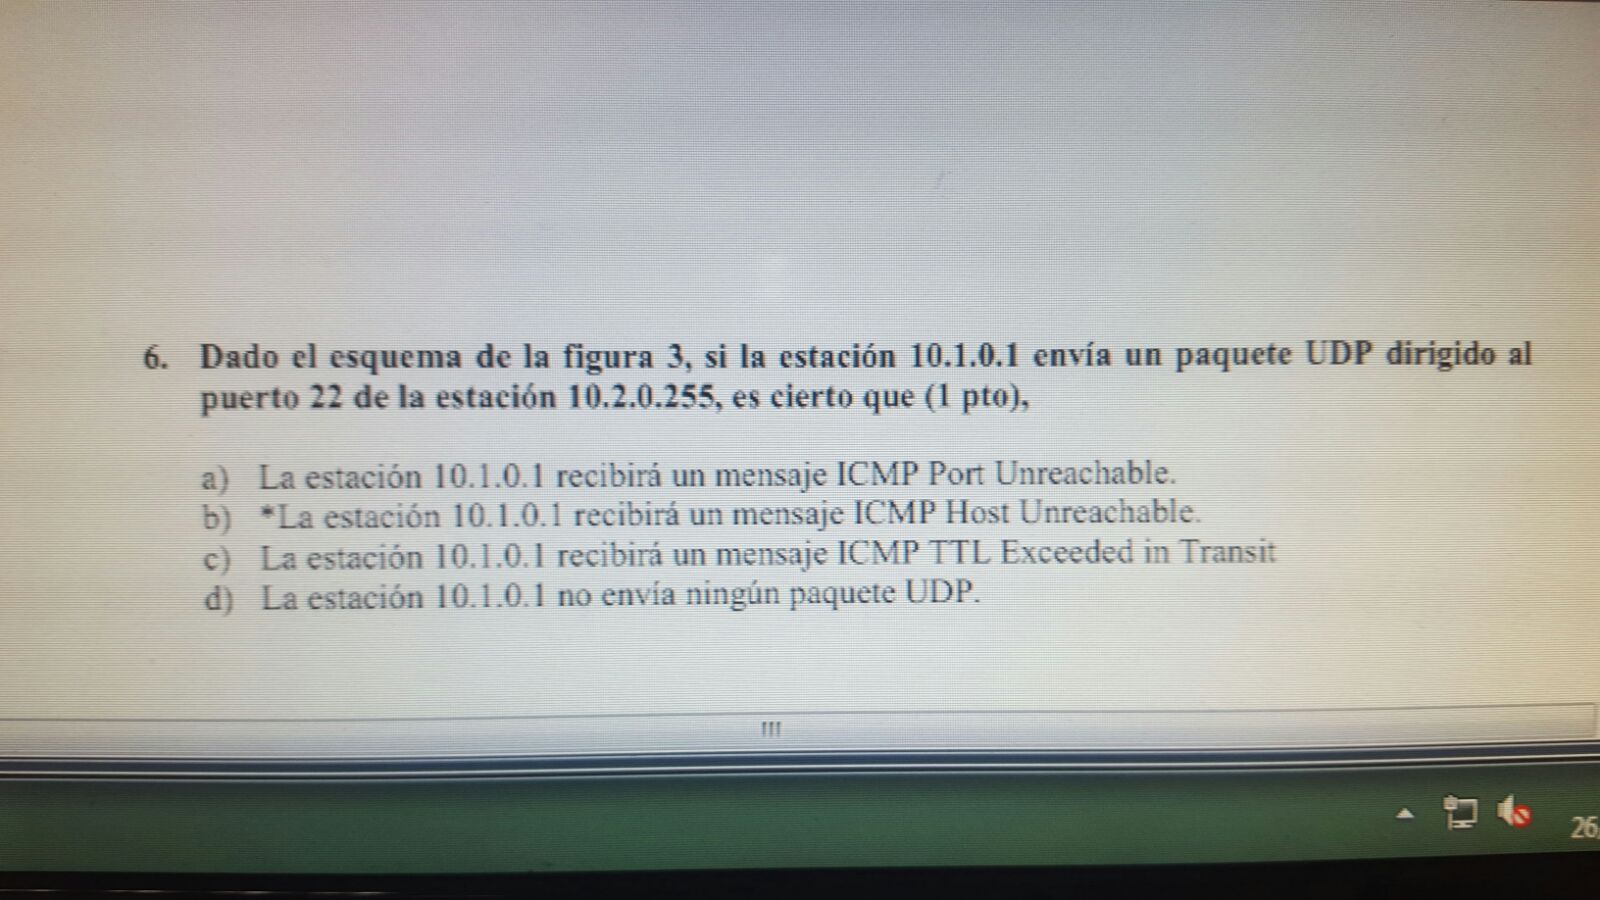 6. Dado el esquema de la figura 3, si la estación 10.1.0.1 envía un paquete UDP dirigido al
puerto 22 de la estación 10.2.0.255, es cierto que (1 pto),
a) La estación 10.1.0.1 recibirá un mensaje ICMP Port Unreachable.
b) *La estación 10.1.0.1 recibirá un mensaje ICMP Host Unreachable.
c) La estación 10.1.0.1 recibirá un mensaje ICMP TTL Exceeded in Transit
d) La estación 10.1.0.1 no envía ningún paquete UDP.
26